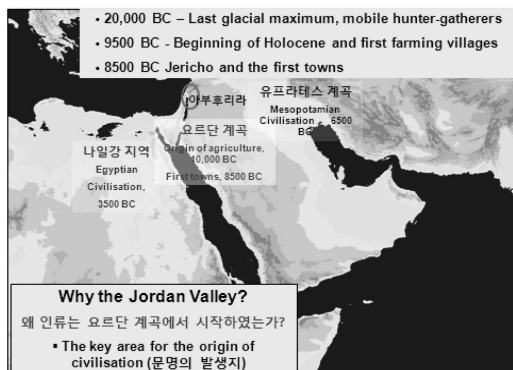 • 20,000 BC – Last glacial maximum, mobile hunter-gatherers
• 9500 BC - Beginning of Holocene and first farming villages
• 8500 BC Jericho and the first towns
유프라테스 계곡
Mesopotamian
Civilisation – 6500
BC
아부후리라
요르단 계곡
Origin of agriculture,
10,000 BC
First towns, 8500 BC
나일강 지역
Egyptian
Civilisation,
3500 BC
Why the Jordan Valley?
왜 인류는 요르단 계곡에서 시작하였는가?
▪ The key area for the origin of
civilisation (문명의 발생지)